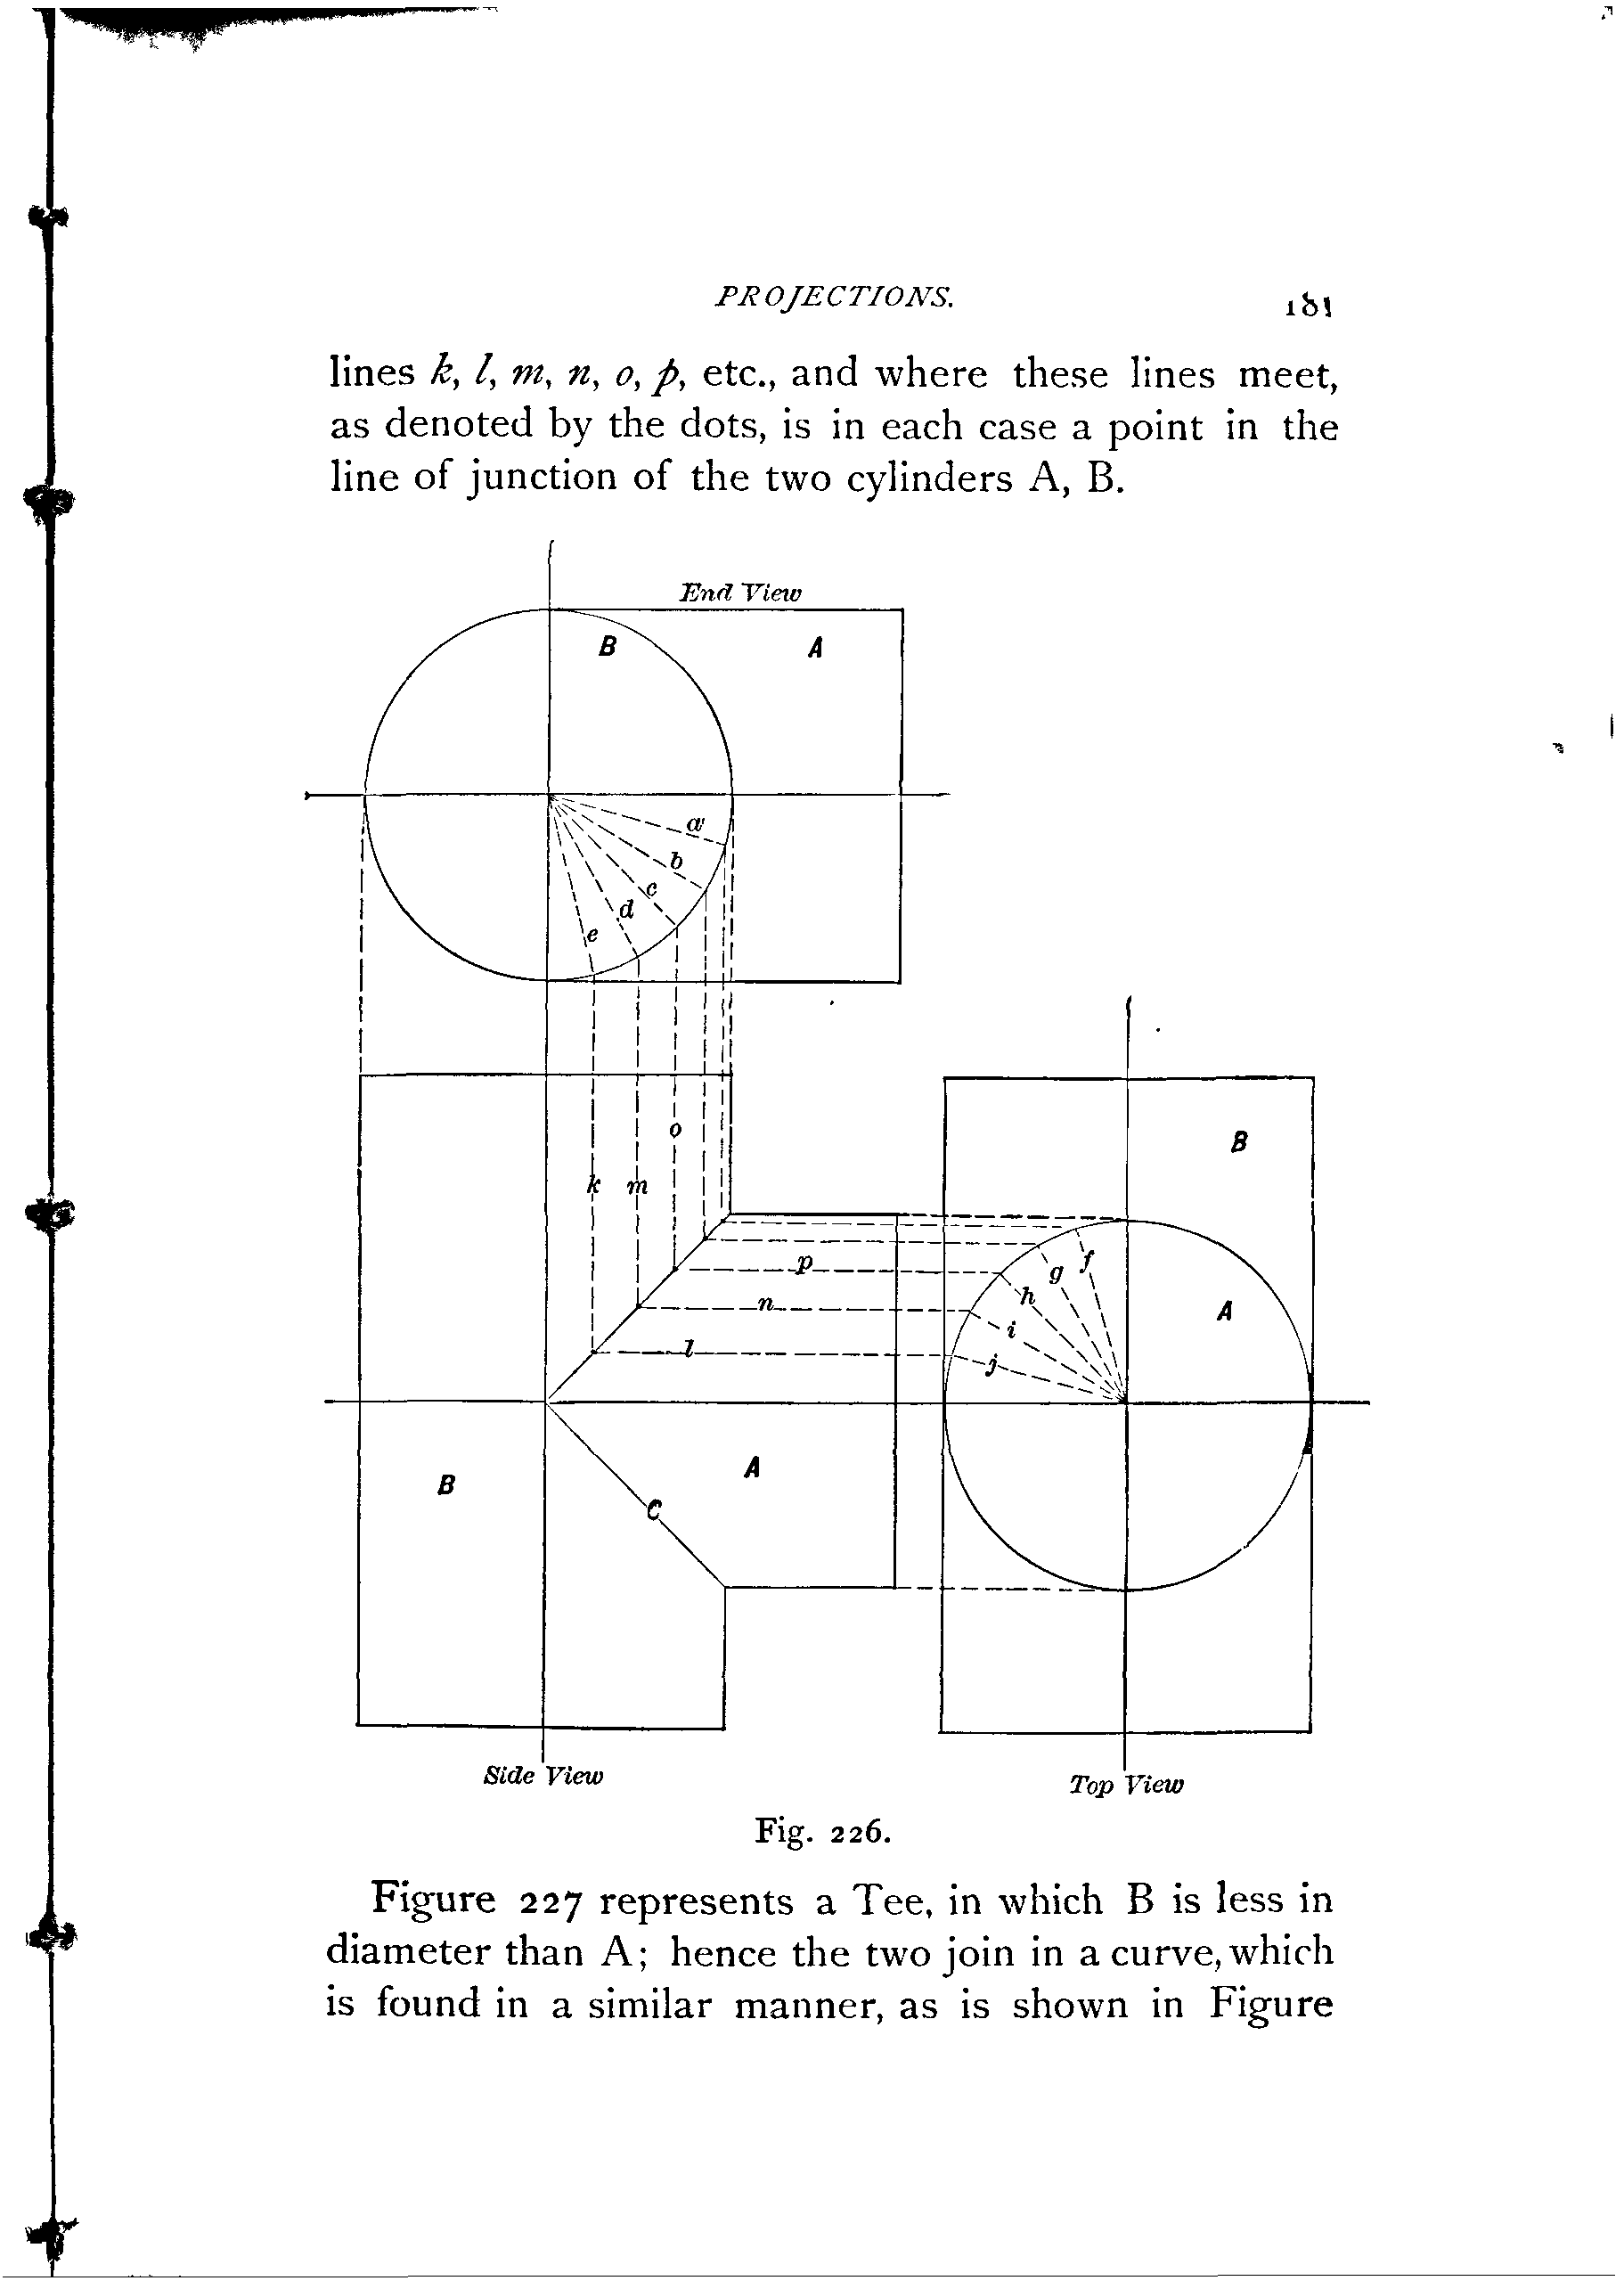 PROJECTIONS. 181
lines k, l, m, n, o, p, etc., and where these lines meet,
as denoted by the dots, is in each case a point in the
line of junction of the two cylinders A, B.
End View
B A
a
b
c
d
e
B
o
k m
f
p g
h A
n i
l j
A
B
C
Side View
Top View
Fig. 226.
Figure 227 represents a Tee, in which B is less in
diameter than A; hence the two join in a curve, which
is found in a similar manner, as is shown in Figure